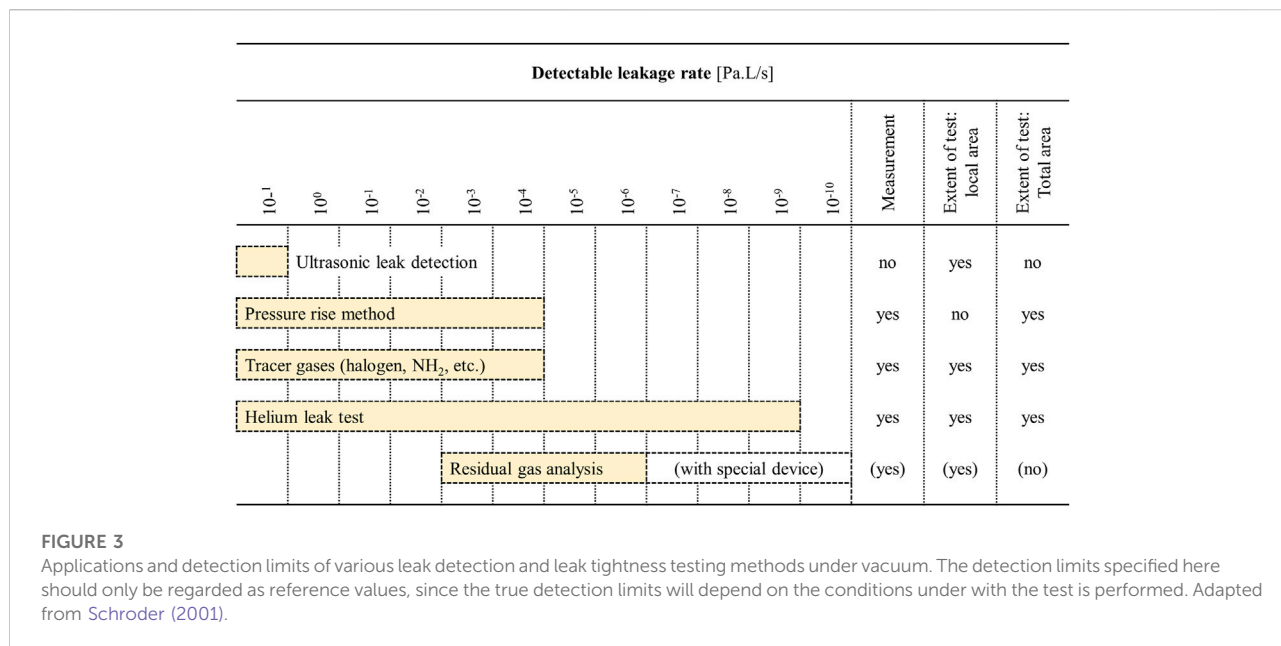 Detectable leakage rate [Pa.L/s]
10-¹ 10⁰ 10⁻¹ 10⁻² 10⁻³ 10⁻⁴ 10⁻⁵ 10⁻⁶ 10⁻⁷ 10⁻⁸ 10⁻⁹ 10⁻¹⁰ Measurement Extent of test: local area Extent of test: Total area
Ultrasonic leak detection no yes no
Pressure rise method yes no yes
Tracer gases (halogen, NH₂, etc.) yes yes yes
Helium leak test yes yes yes
Residual gas analysis (with special device) (yes) (yes) (no)
FIGURE 3
Applications and detection limits of various leak detection and leak tightness testing methods under vacuum. The detection limits specified here
should only be regarded as reference values, since the true detection limits will depend on the conditions under with the test is performed. Adapted
from Schroder (2001).